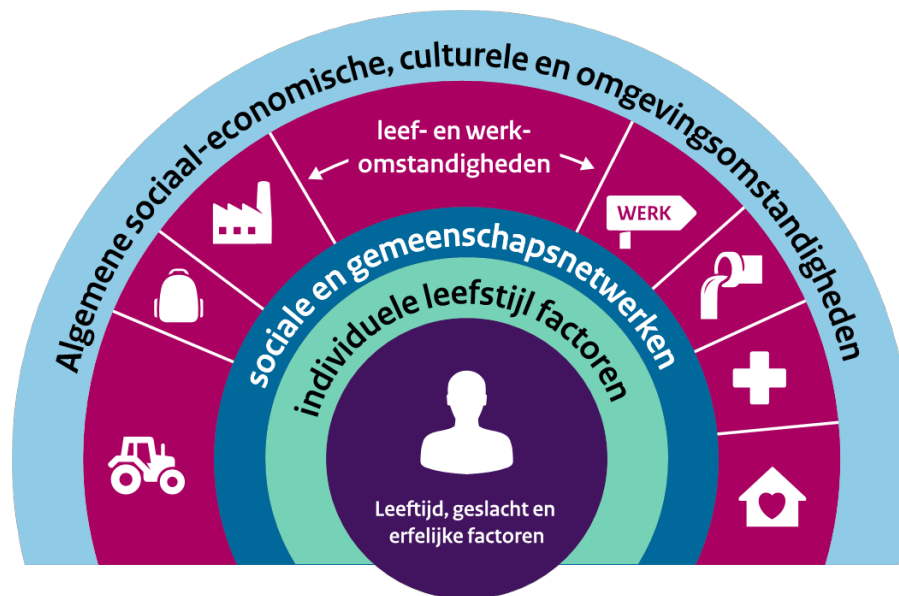 Algemene sociaal-economische, culturele en omgevingsomstandigheden
leef- en werk-
omstandigheden
WERK
sociale en gemeenschapsnetwerken
individuele leefstijl factoren
Leeftijd, geslacht en
erfelijke factoren